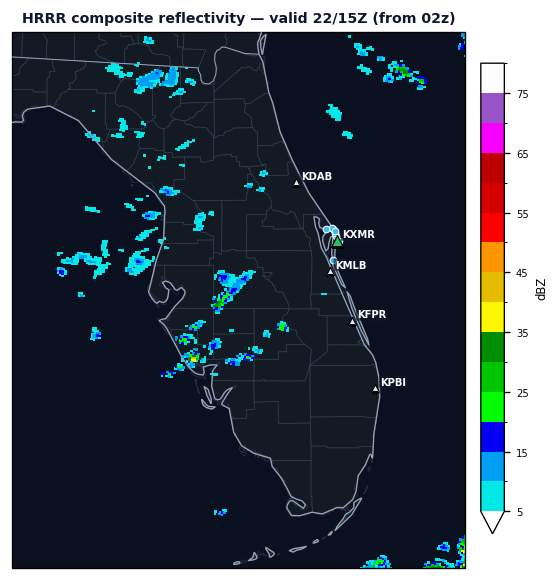 HRRR composite reflectivity — valid 22/15Z (from 02z)
KDAB
KXMR
KMLB
KFPR
KPBI
75
65
55
45
35
25
15
5
dBZ